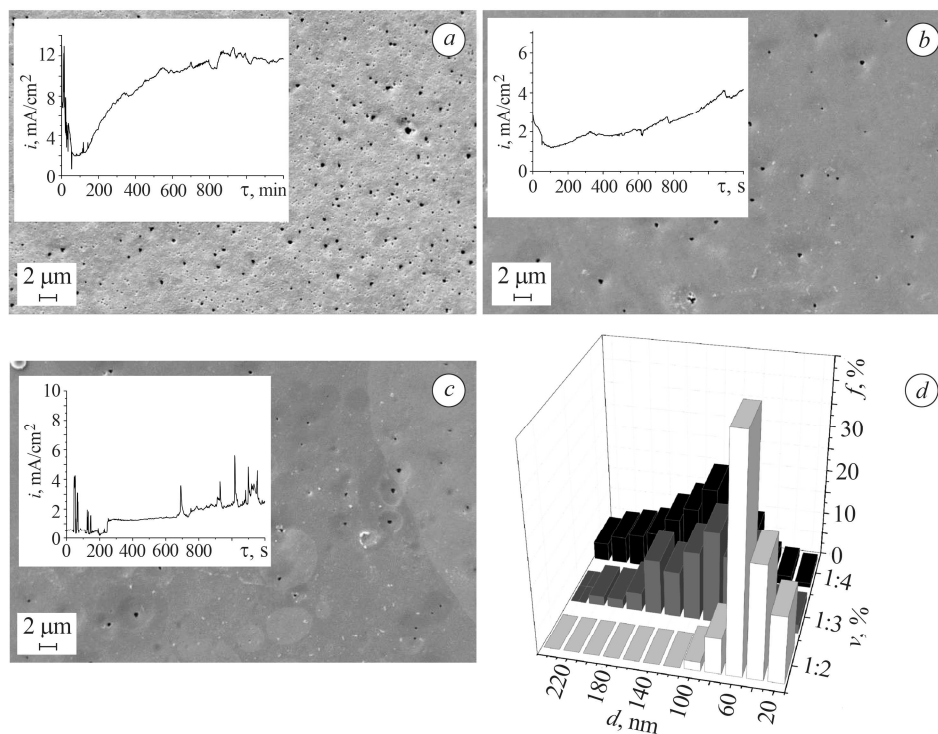 a
12
8
4
0
i, mA/cm2
0 200 400 600 800
τ, min
2 μm
b
6
4
2
0
i, mA/cm2
0 200 400 600 800
τ, s
2 μm
c
10
8
6
4
2
0
i, mA/cm2
0 200 400 600 800
τ, s
2 μm
d
f, %
30
20
10
0
1:4
1:3
1:2
v, %
220 180 140 100 60 20
d, nm